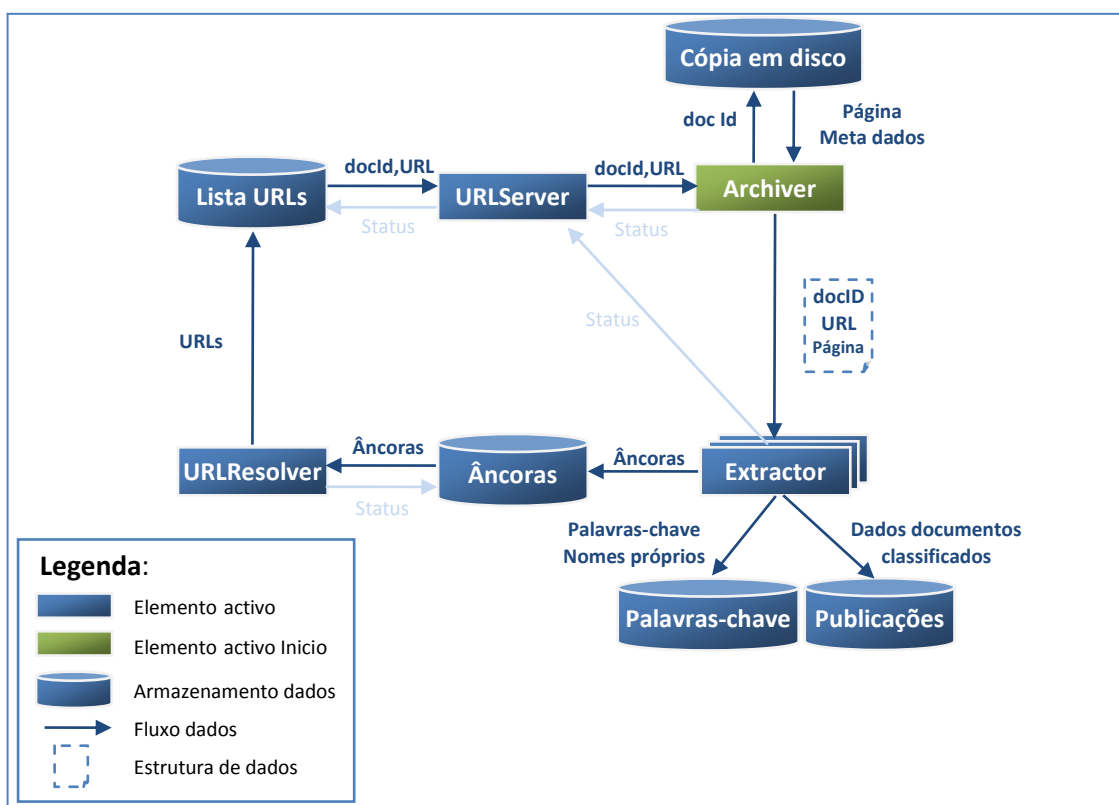 Cópia em disco
doc Id
Página
Meta dados
Lista URLs
docId,URL
URLServer
docId,URL
Archiver
Status
Status
docID
URL
Página
Status
URLs
URLResolver
Âncoras
Âncoras
Âncoras
Extractor
Status
Palavras-chave
Nomes próprios
Dados documentos
classificados
Palavras-chave
Publicações
Legenda:
Elemento activo
Elemento activo Inicio
Armazenamento dados
Fluxo dados
Estrutura de dados